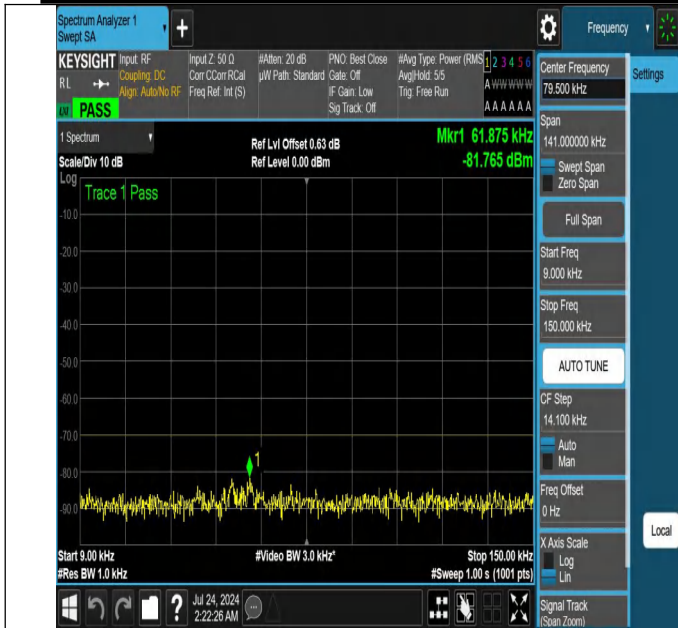 Spectrum Analyzer 1
Swept SA
+
Frequency
KEYSIGHT
RL
LXI
PASS
Input: RF
Coupling: DC
Align: Auto/No RF
Input Z: 50 Ω
Corr CCorr RCal
Freq Ref: Int (S)
#Atten: 20 dB
µW Path: Standard
PNO: Best Close
Gate: Off
IF Gain: Low
Sig Track: Off
#Avg Type: Power (RMS
Avg|Hold: 5/5
Trig: Free Run
1 2 3 4 5 6
A W W W W W
A A A A A A
1 Spectrum
Scale/Div 10 dB
Ref Lvl Offset 0.63 dB
Ref Level 0.00 dBm
Mkr1 61.875 kHz
-81.765 dBm
Log
Trace 1 Pass
-10.0
-20.0
-30.0
-40.0
-50.0
-60.0
-70.0
-80.0
-90.0
1
Start 9.00 kHz
#Res BW 1.0 kHz
#Video BW 3.0 kHz*
Stop 150.00 kHz
#Sweep 1.00 s (1001 pts)
Jul 24, 2024
2:22:26 AM
?
Center Frequency
79.500 kHz
Settings
Span
141.000000 kHz
Swept Span
Zero Span
Full Span
Start Freq
9.000 kHz
Stop Freq
150.000 kHz
AUTO TUNE
CF Step
14.100 kHz
Auto
Man
Freq Offset
0 Hz
X Axis Scale
Log
Lin
Local
Signal Track
(Span Zoom)